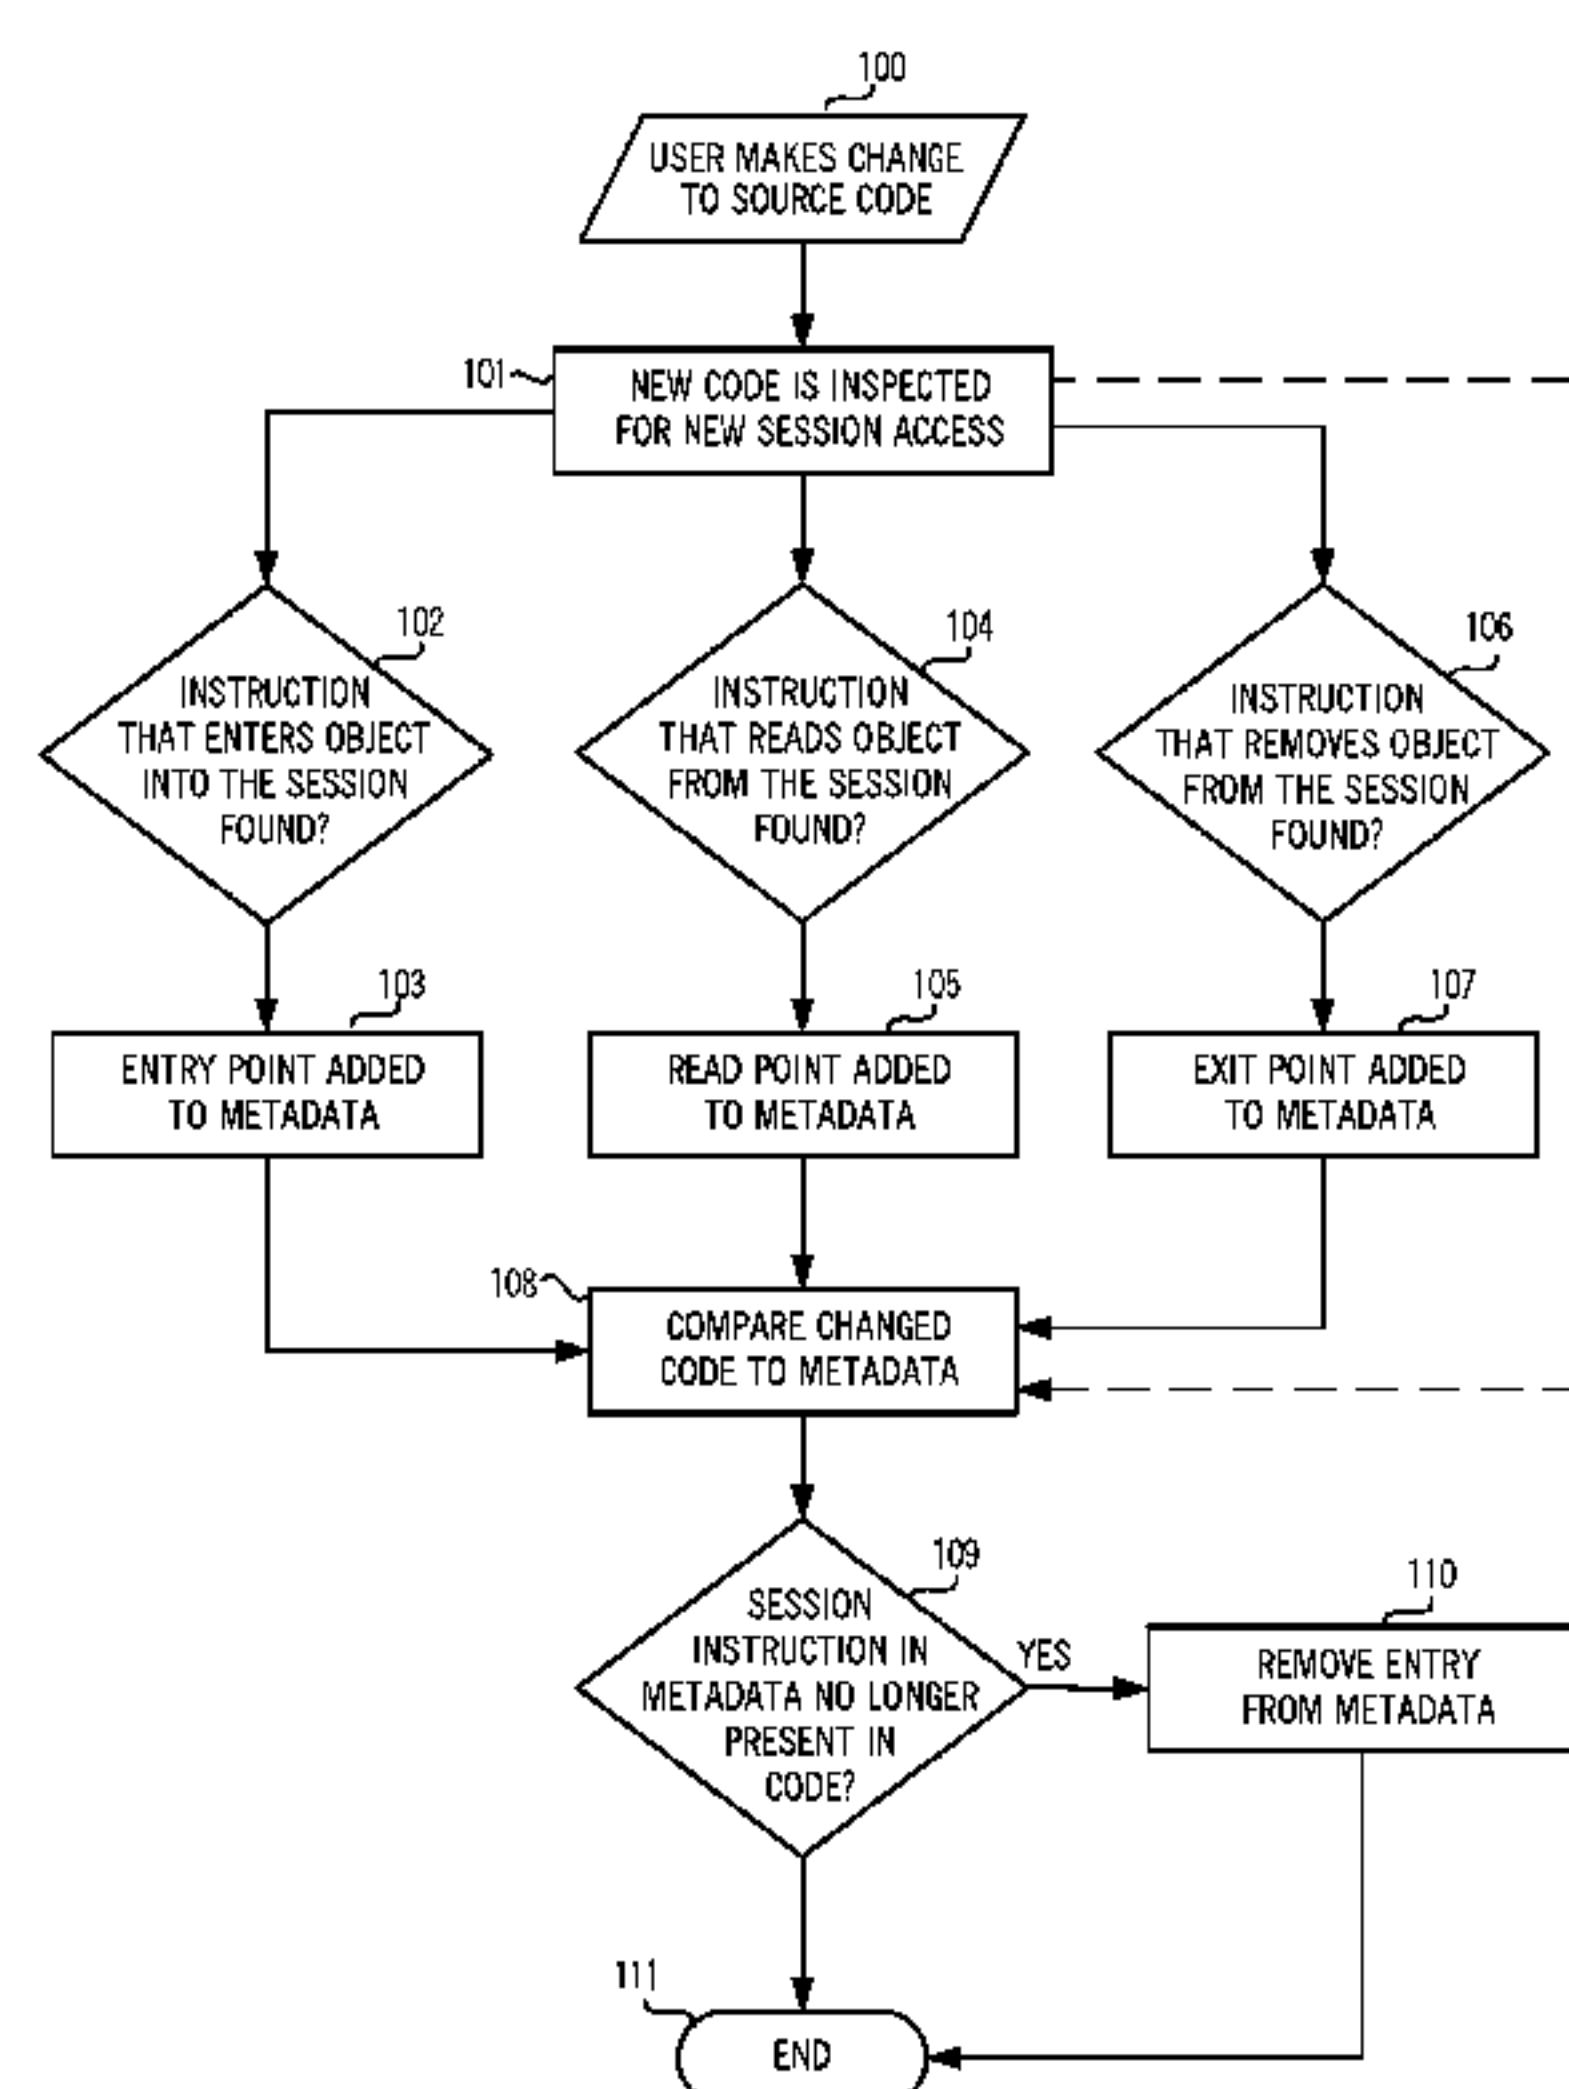 100
USER MAKES CHANGE
TO SOURCE CODE
101
NEW CODE IS INSPECTED
FOR NEW SESSION ACCESS
102
INSTRUCTION
THAT ENTERS OBJECT
INTO THE SESSION
FOUND?
104
INSTRUCTION
THAT READS OBJECT
FROM THE SESSION
FOUND?
106
INSTRUCTION
THAT REMOVES OBJECT
FROM THE SESSION
FOUND?
103
ENTRY POINT ADDED
TO METADATA
105
READ POINT ADDED
TO METADATA
107
EXIT POINT ADDED
TO METADATA
108
COMPARE CHANGED
CODE TO METADATA
109
SESSION
INSTRUCTION IN
METADATA NO LONGER
PRESENT IN
CODE?
YES
110
REMOVE ENTRY
FROM METADATA
111
END